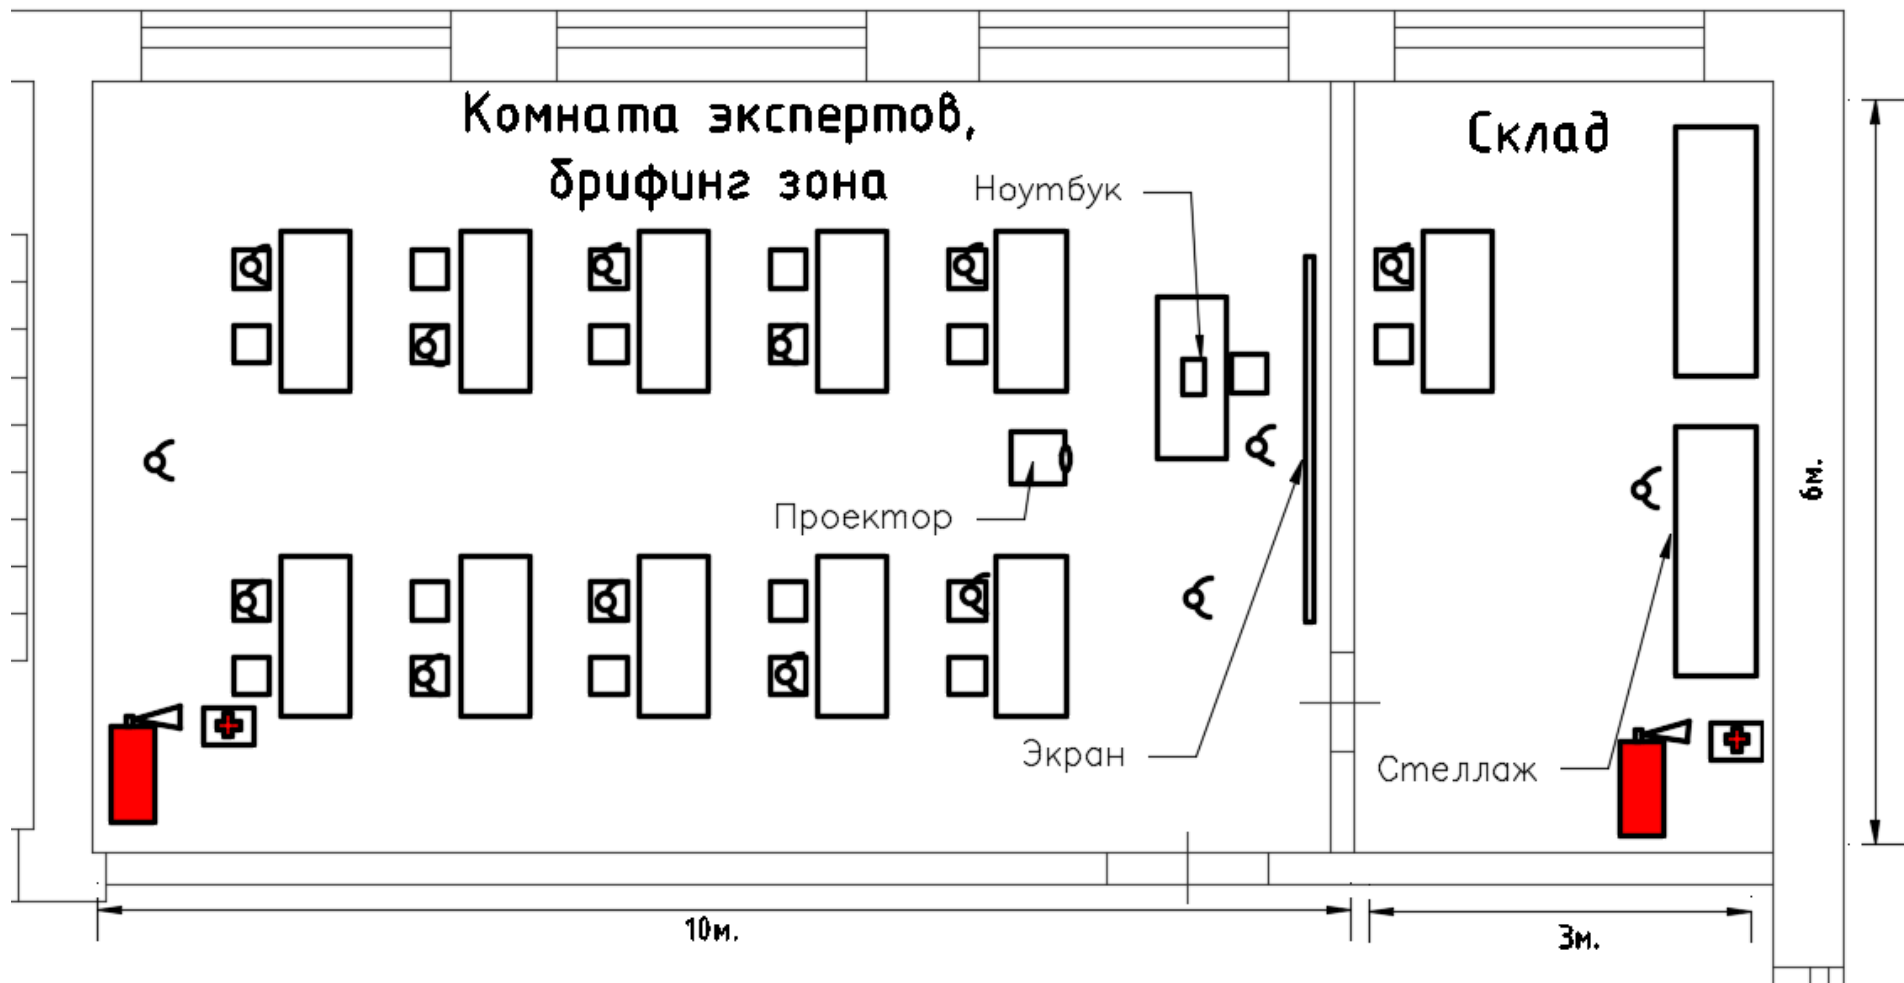 Комната экспертов,
брифинг зона
Склад
Ноутбук
6м.
Проектор
Экран
Стеллаж
10м.
3м.